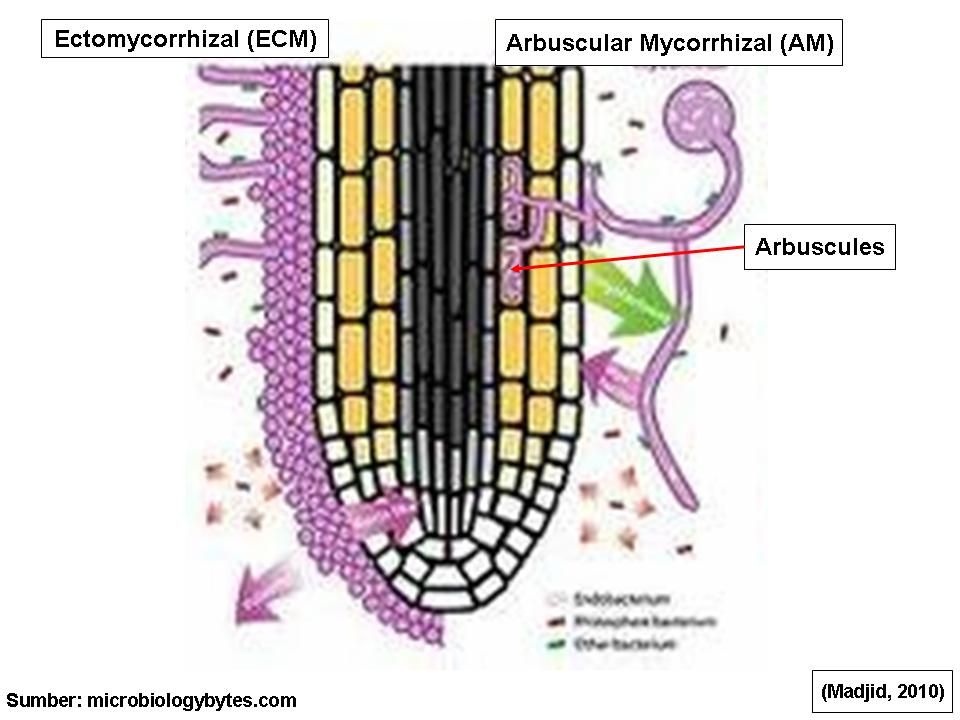 Ectomycorrhizal (ECM)
Arbuscular Mycorrhizal (AM)
Arbuscules
Endobacterium
Rhizosphere bacterium
Other bacterium
Sumber: microbiologybytes.com
(Madjid, 2010)